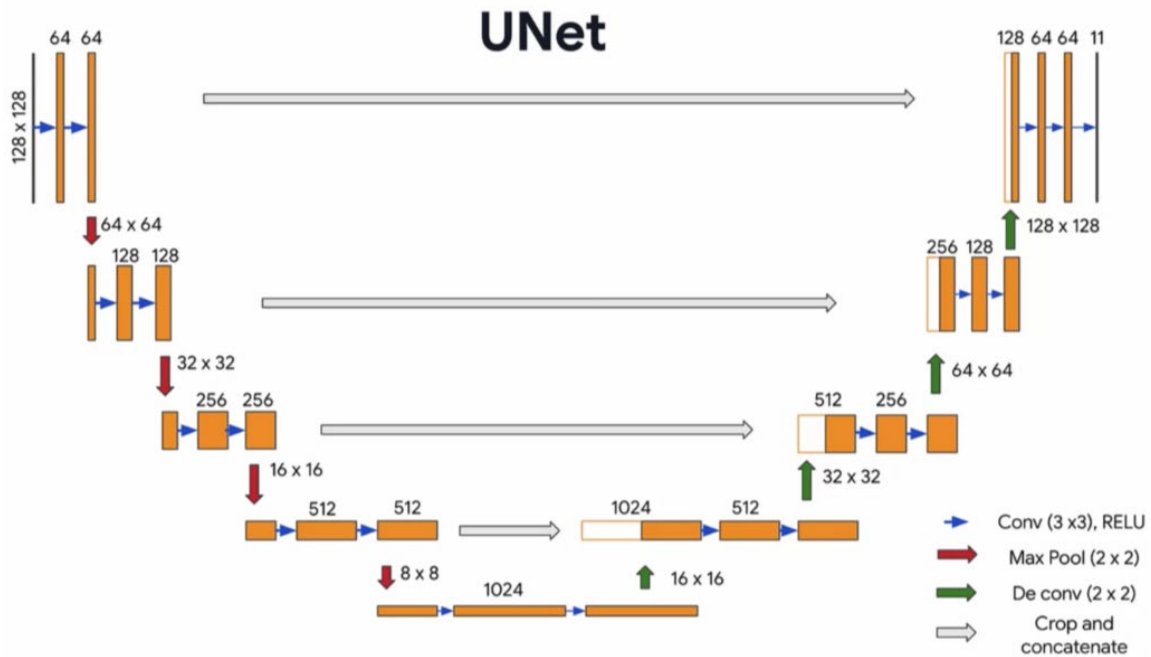 UNet
64 64
128 x 128
128 64 64 11
64 x 64
128 128
128 x 128
256 128
32 x 32
64 x 64
256 256
512 256
16 x 16
32 x 32
512 512
1024 512
8 x 8
16 x 16
1024
Conv (3 x3), RELU
Max Pool (2 x 2)
De conv (2 x 2)
Crop and
concatenate